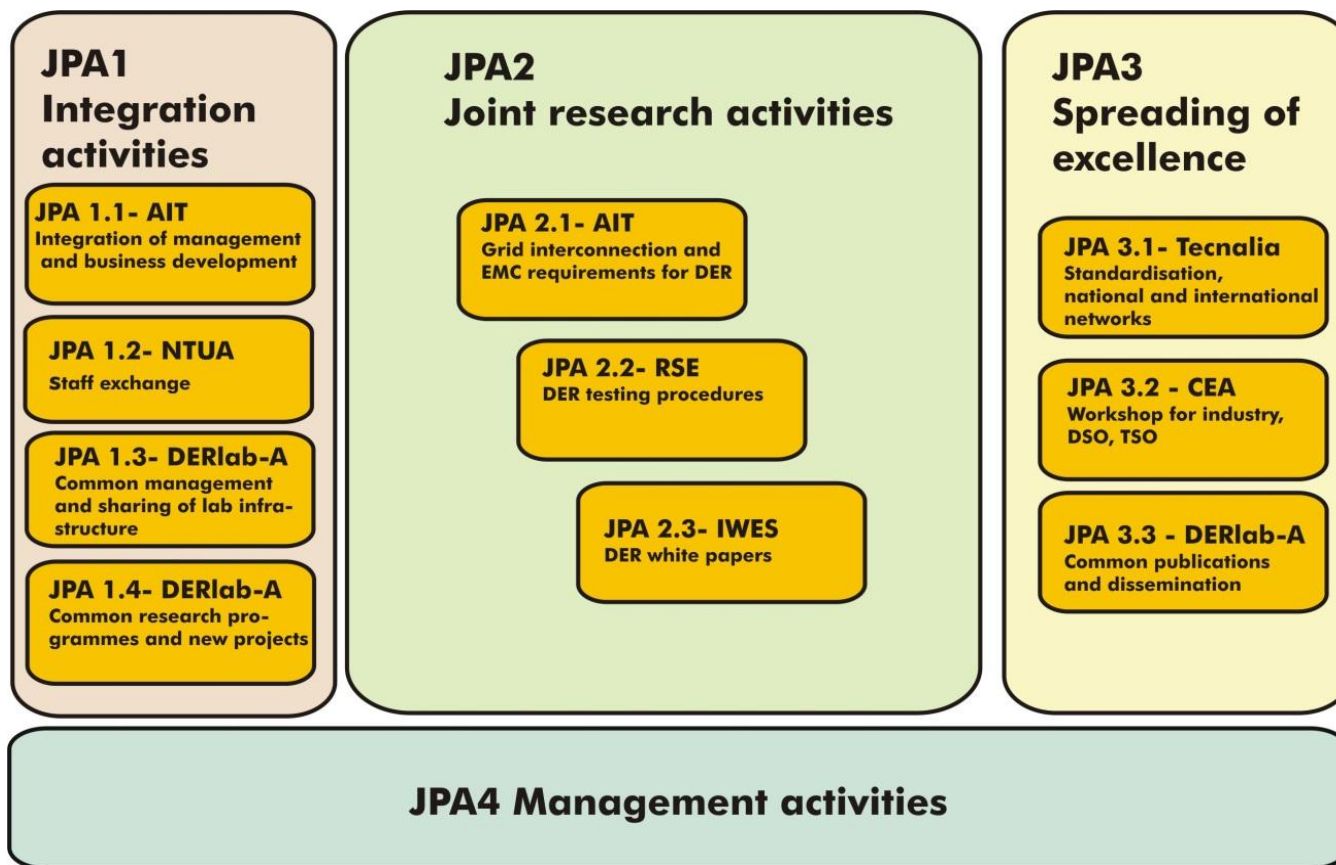 JPA1
Integration
activities
JPA 1.1- AIT
Integration of management
and business development
JPA 1.2- NTUA
Staff exchange
JPA 1.3- DERlab-A
Common management
and sharing of lab infra-
structure
JPA 1.4- DERlab-A
Common research pro-
grammes and new projects
JPA2
Joint research activities
JPA 2.1- AIT
Grid interconnection and
EMC requirements for DER
JPA 2.2- RSE
DER testing procedures
JPA 2.3- IWES
DER white papers
JPA3
Spreading of
excellence
JPA 3.1- Tecnalia
Standardisation,
national and international
networks
JPA 3.2 - CEA
Workshop for industry,
DSO, TSO
JPA 3.3 - DERlab-A
Common publications
and dissemination
JPA4 Management activities